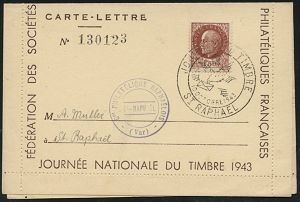 CARTE-LETTRE
N° 130123
FÉDÉRATION DES SOCIÉTÉS
PHILATÉLIQUES FRANÇAISES
JOURNÉE DU TIMBRE
ST RAPHAEL
M A. Muller
à St. Raphaël
PHILATÉLIQUE
(Var)
JOURNÉE NATIONALE DU TIMBRE 1943